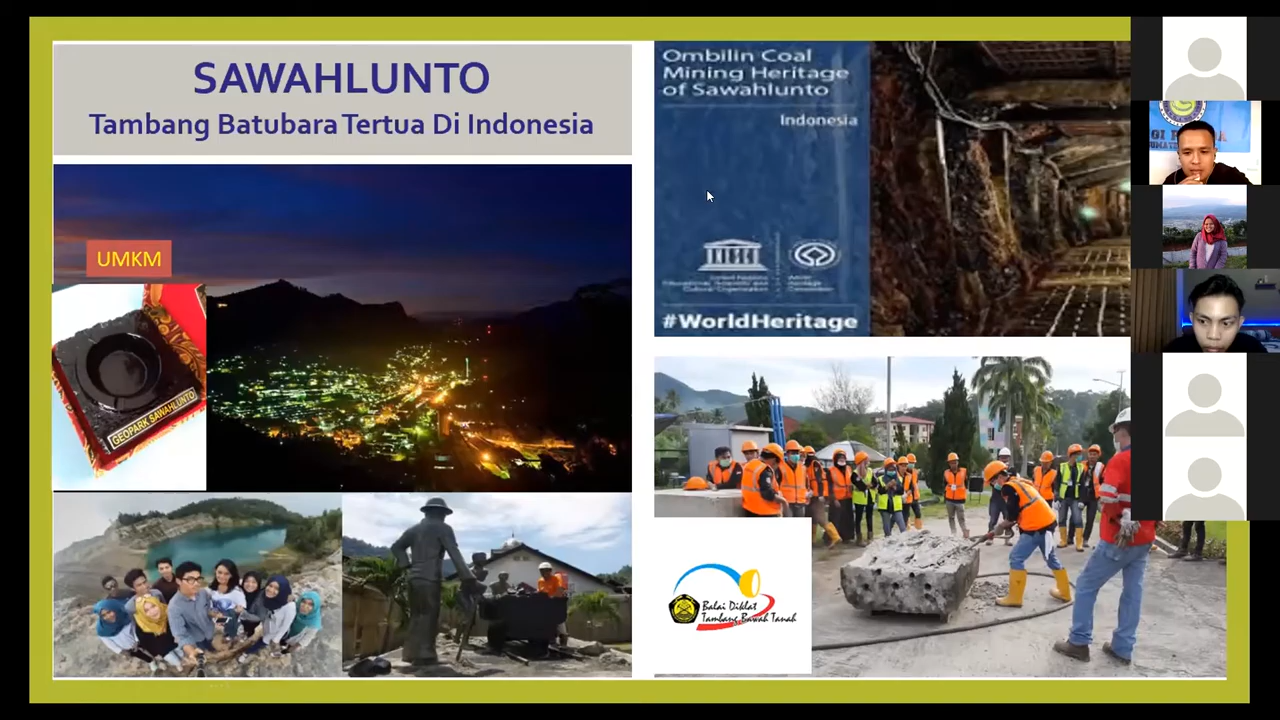 SAWAHLUNTO
Tambang Batubara Tertua Di Indonesia
UMKM
GEOPARK SAWAHLUNTO
Ombilin Coal
Mining Heritage
of Sawahlunto
Indonesia
#WorldHeritage
Balai Diklat
Tambang Bawah Tanah